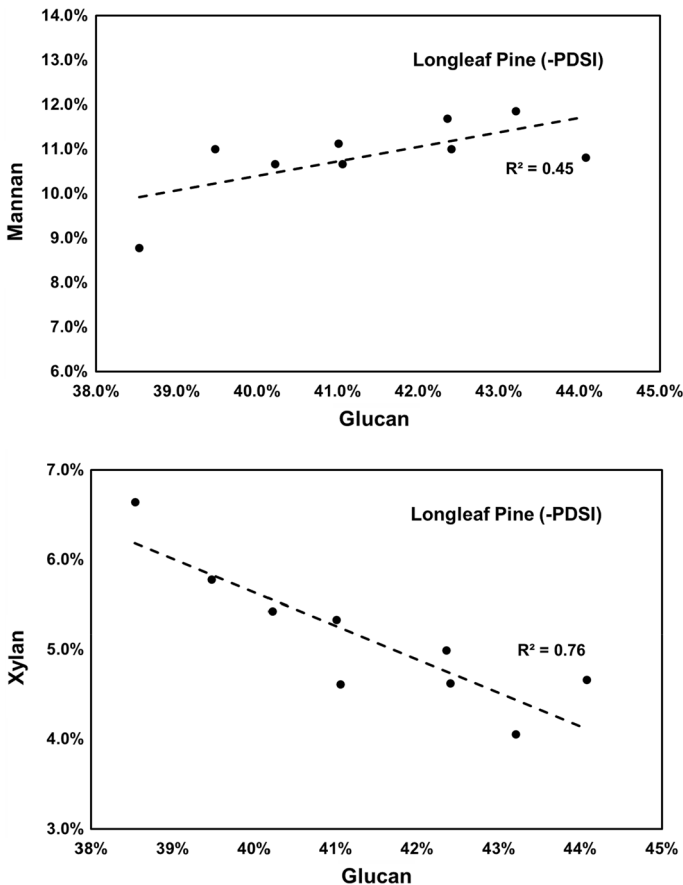 14.0%
13.0%
12.0%
11.0%
10.0%
9.0%
8.0%
7.0%
6.0%
Mannan
Longleaf Pine (-PDSI)
R² = 0.45
38.0% 39.0% 40.0% 41.0% 42.0% 43.0% 44.0% 45.0%
Glucan
7.0%
6.0%
5.0%
4.0%
3.0%
Xylan
Longleaf Pine (-PDSI)
R² = 0.76
38% 39% 40% 41% 42% 43% 44% 45%
Glucan